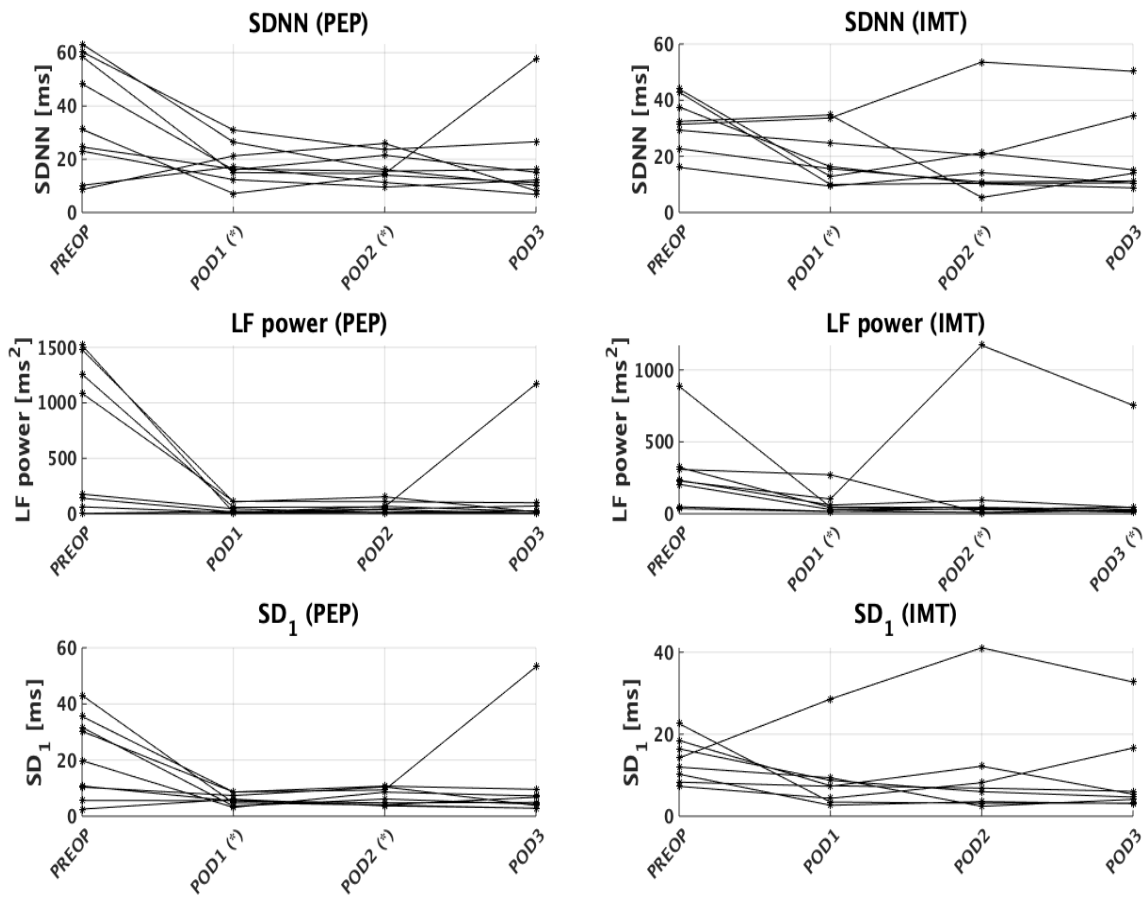 SDNN (PEP)
SDNN [ms]
60
40
20
0
PREOP
POD1 (*)
POD2 (*)
POD3
SDNN (IMT)
SDNN [ms]
60
40
20
0
PREOP
POD1 (*)
POD2 (*)
POD3
LF power (PEP)
LF power [ms²]
1500
1000
500
0
PREOP
POD1
POD2
POD3
LF power (IMT)
LF power [ms²]
1000
500
0
PREOP
POD1 (*)
POD2 (*)
POD3 (*)
SD₁ (PEP)
SD₁ [ms]
60
40
20
0
PREOP
POD1 (*)
POD2 (*)
POD3
SD₁ (IMT)
SD₁ [ms]
40
20
0
PREOP
POD1
POD2
POD3